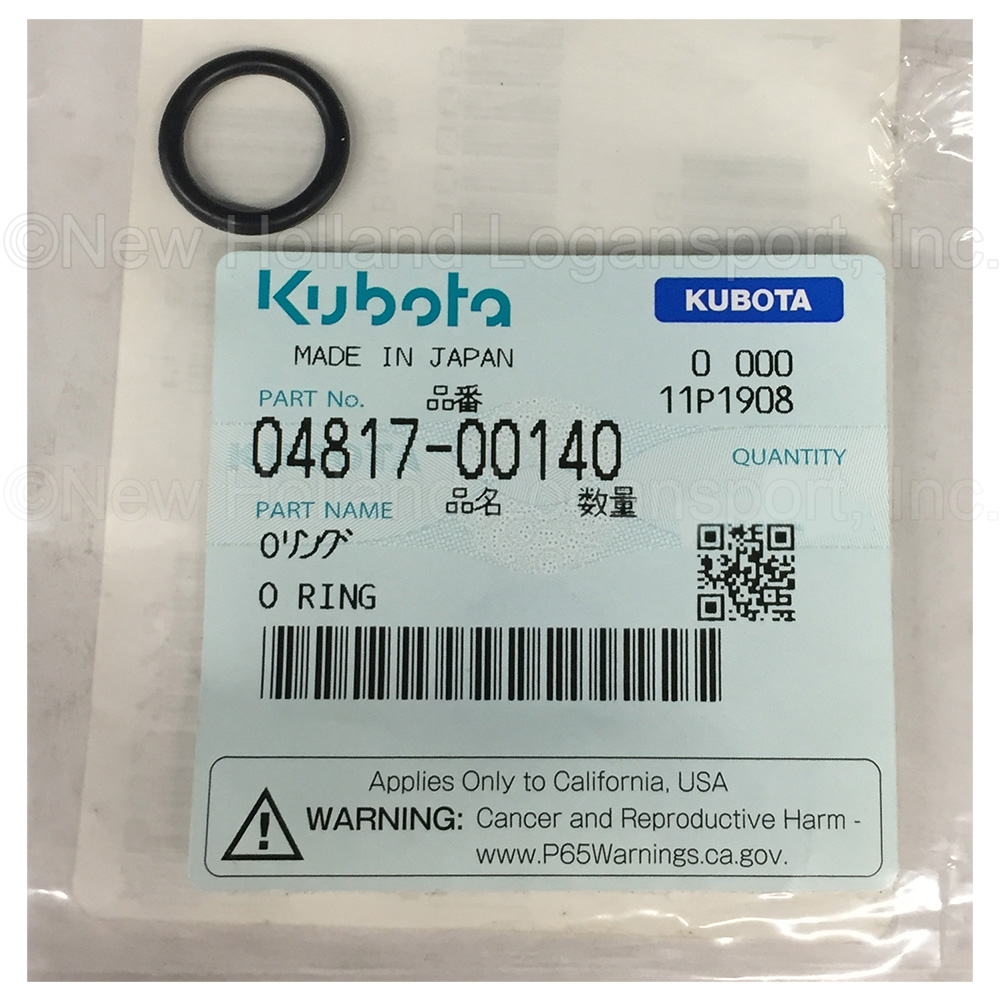 ©New Holland Logansport, Inc.
Kubota
KUBOTA
MADE IN JAPAN
0 000
PART No.
品番
11P1908
04817-00140
QUANTITY
©New Holland Logansport, Inc.
PART NAME
品名
数量
Oリング
O RING
Applies Only to California, USA
WARNING: Cancer and Reproductive Harm -
www.P65Warnings.ca.gov.